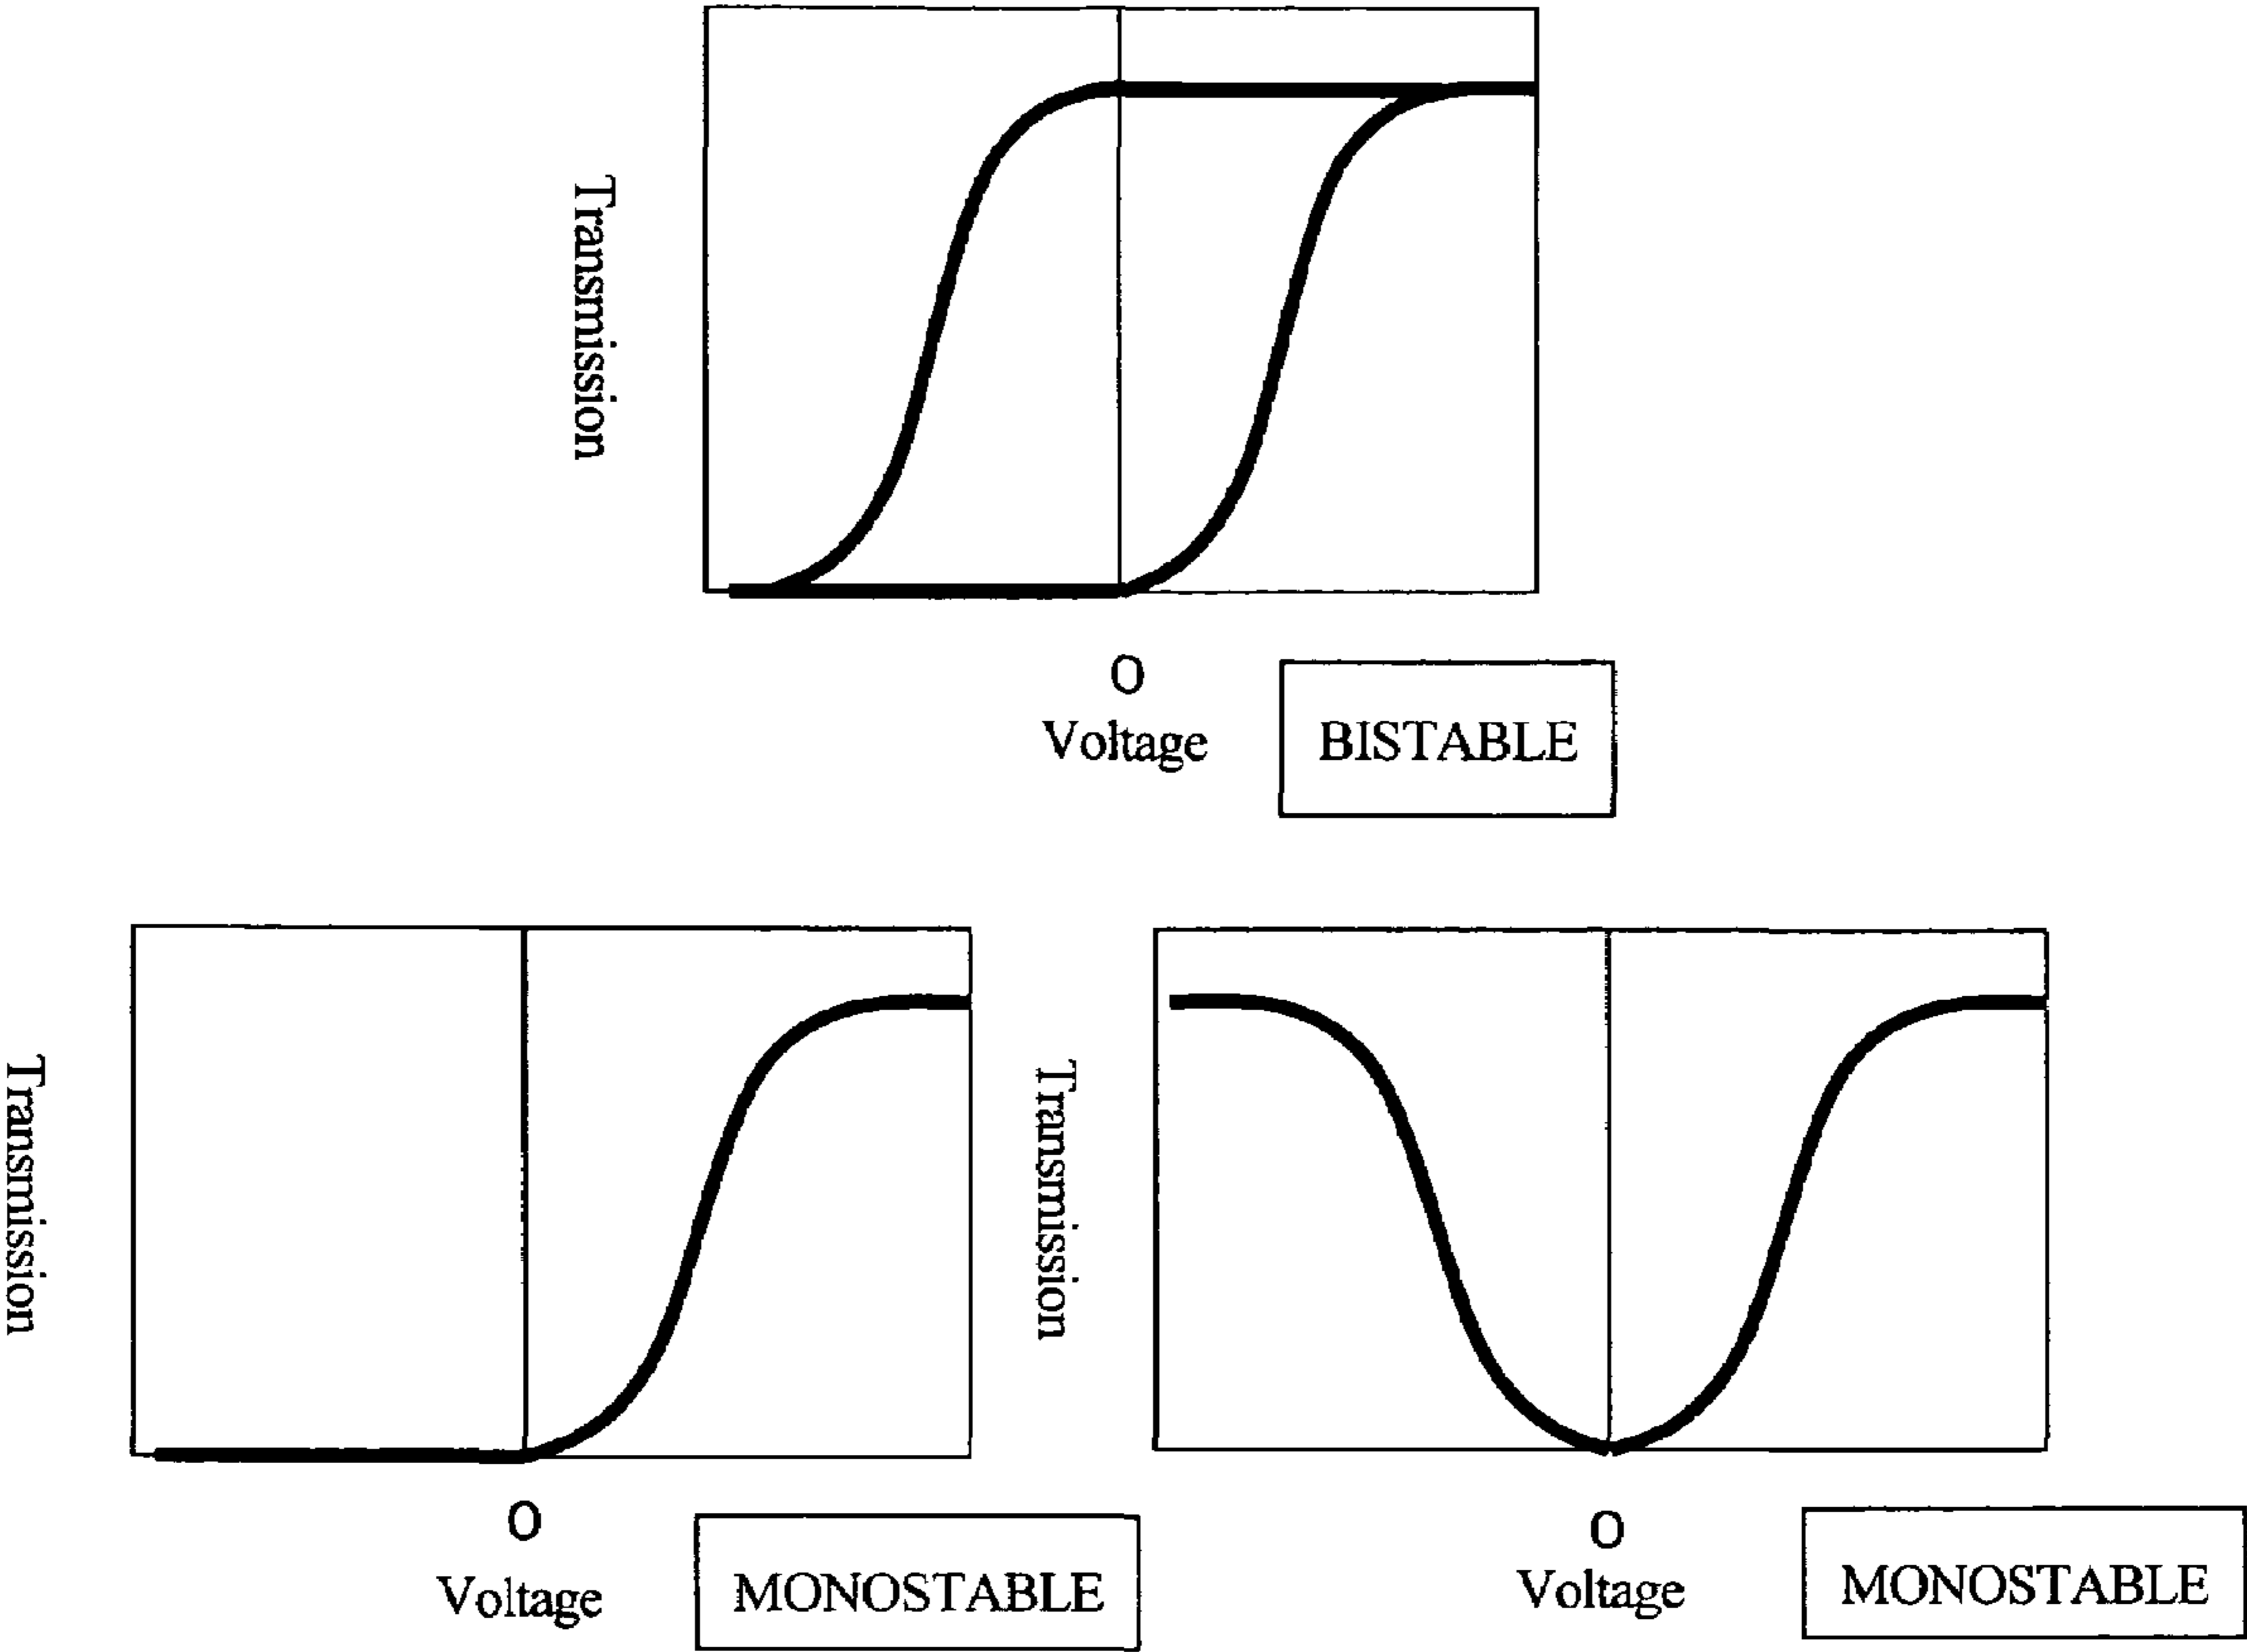 Transmission
O
Voltage
BISTABLE
Transmission
O
Voltage
MONOSTABLE
Transmission
O
Voltage
MONOSTABLE